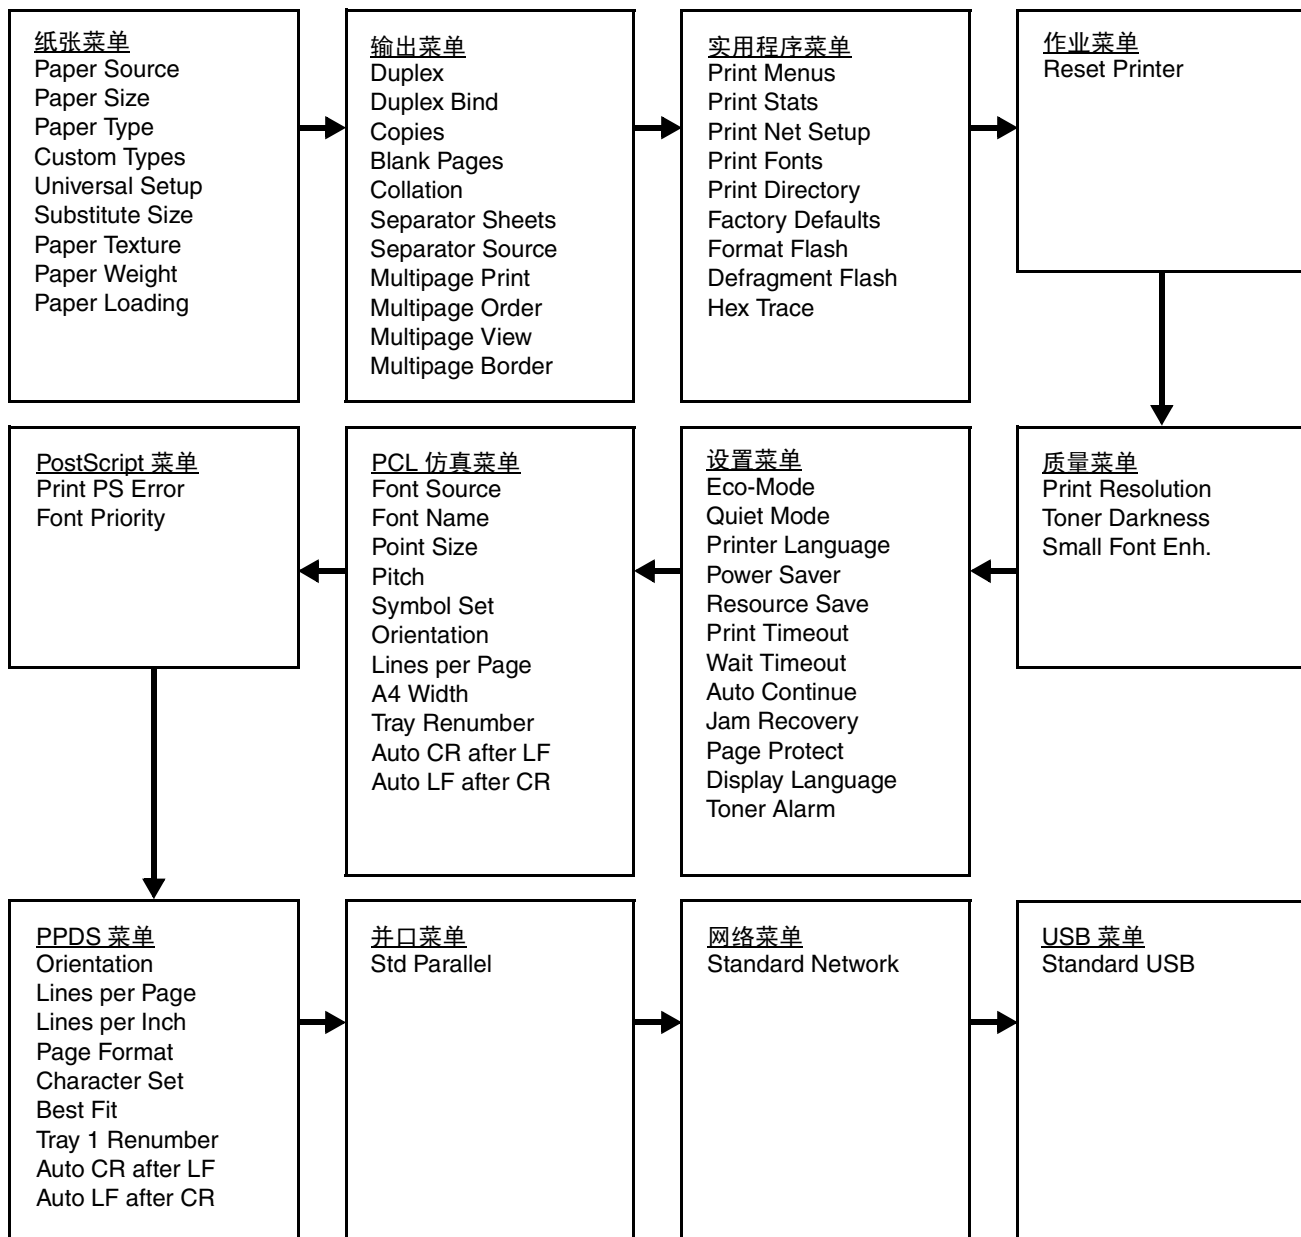 纸张菜单
Paper Source
Paper Size
Paper Type
Custom Types
Universal Setup
Substitute Size
Paper Texture
Paper Weight
Paper Loading
输出菜单
Duplex
Duplex Bind
Copies
Blank Pages
Collation
Separator Sheets
Separator Source
Multipage Print
Multipage Order
Multipage View
Multipage Border
实用程序菜单
Print Menus
Print Stats
Print Net Setup
Print Fonts
Print Directory
Factory Defaults
Format Flash
Defragment Flash
Hex Trace
作业菜单
Reset Printer
质量菜单
Print Resolution
Toner Darkness
Small Font Enh.
设置菜单
Eco-Mode
Quiet Mode
Printer Language
Power Saver
Resource Save
Print Timeout
Wait Timeout
Auto Continue
Jam Recovery
Page Protect
Display Language
Toner Alarm
PCL 仿真菜单
Font Source
Font Name
Point Size
Pitch
Symbol Set
Orientation
Lines per Page
A4 Width
Tray Renumber
Auto CR after LF
Auto LF after CR
PostScript 菜单
Print PS Error
Font Priority
PPDS 菜单
Orientation
Lines per Page
Lines per Inch
Page Format
Character Set
Best Fit
Tray 1 Renumber
Auto CR after LF
Auto LF after CR
并口菜单
Std Parallel
网络菜单
Standard Network
USB 菜单
Standard USB